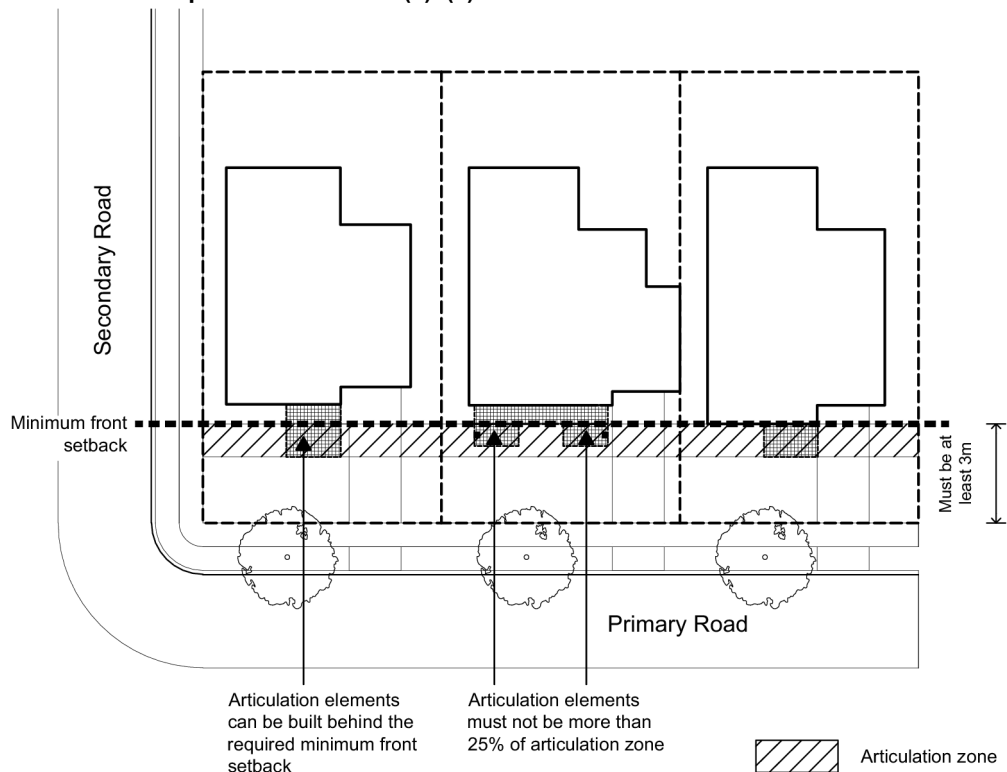 Secondary Road
Minimum front
setback
Must be at
least 3m
Primary Road
Articulation elements
can be built behind the
required minimum front
setback
Articulation elements
must not be more than
25% of articulation zone
Articulation zone